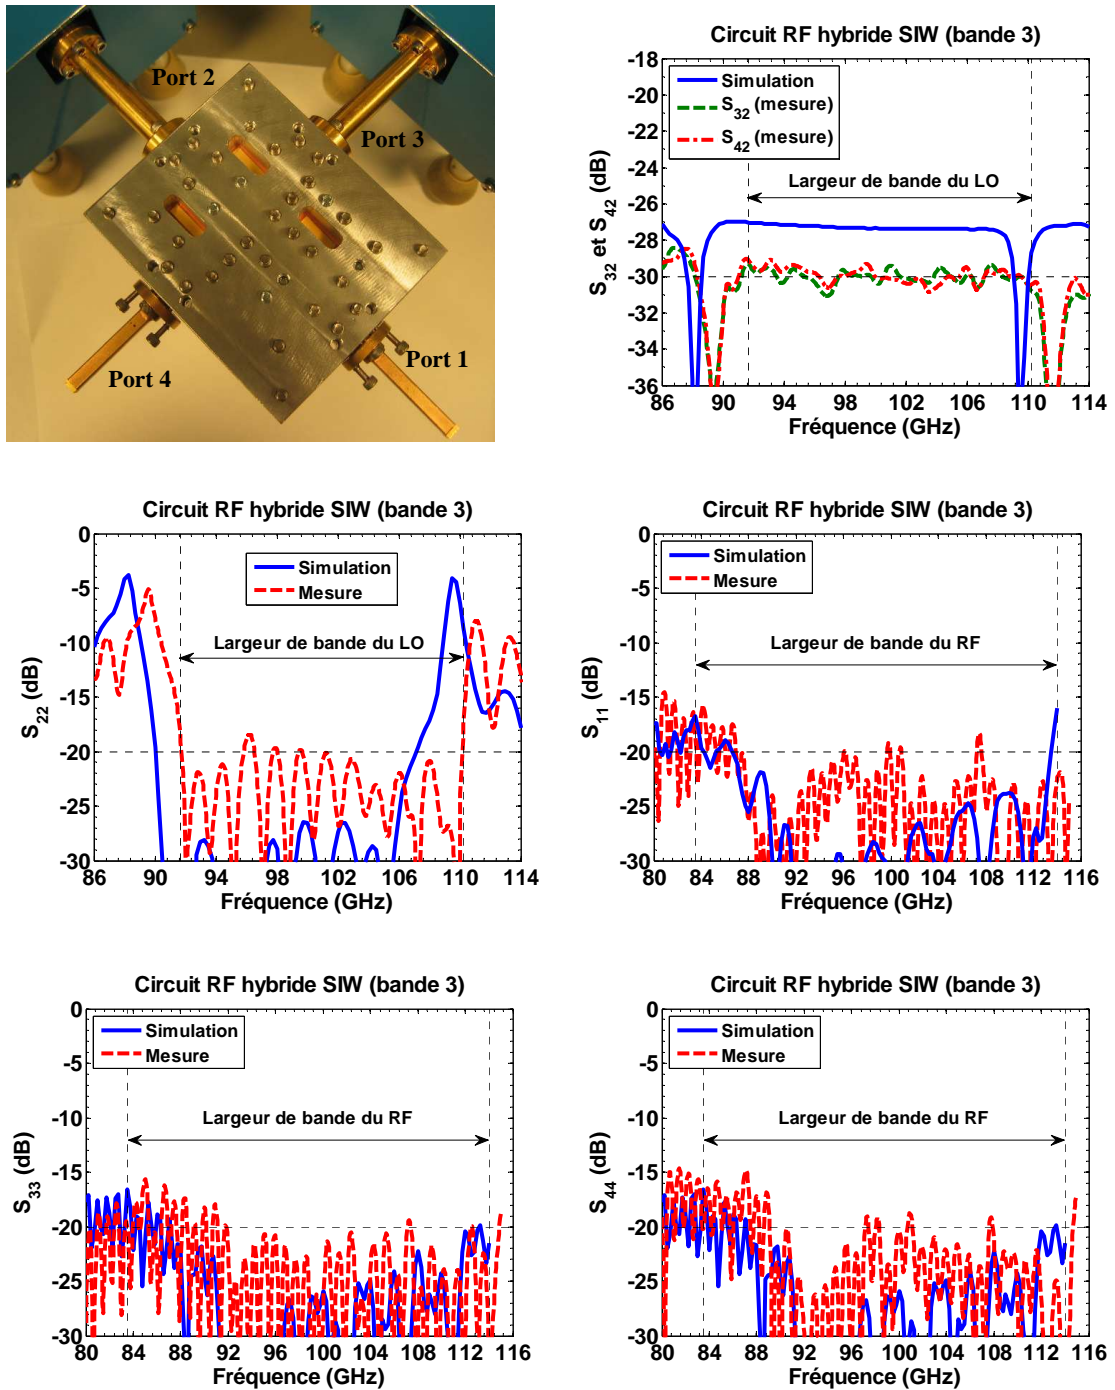 Port 2
Port 3
Port 1
Port 4
Circuit RF hybride SIW (bande 3)
-18
-20
-22
-24
-26
-28
-30
-32
-34
-36
S32 et S42 (dB)
Simulation
S32 (mesure)
S42 (mesure)
Largeur de bande du LO
86 90 94 98 102 106 110 114
Fréquence (GHz)
Circuit RF hybride SIW (bande 3)
0
-5
-10
-15
-20
-25
-30
S22 (dB)
Simulation
Mesure
Largeur de bande du LO
86 90 94 98 102 106 110 114
Fréquence (GHz)
Circuit RF hybride SIW (bande 3)
0
-5
-10
-15
-20
-25
-30
S11 (dB)
Simulation
Mesure
Largeur de bande du RF
80 84 88 92 96 100 104 108 112 116
Fréquence (GHz)
Circuit RF hybride SIW (bande 3)
0
-5
-10
-15
-20
-25
-30
S33 (dB)
Simulation
Mesure
Largeur de bande du RF
80 84 88 92 96 100 104 108 112 116
Fréquence (GHz)
Circuit RF hybride SIW (bande 3)
0
-5
-10
-15
-20
-25
-30
S44 (dB)
Simulation
Mesure
Largeur de bande du RF
80 84 88 92 96 100 104 108 112 116
Fréquence (GHz)